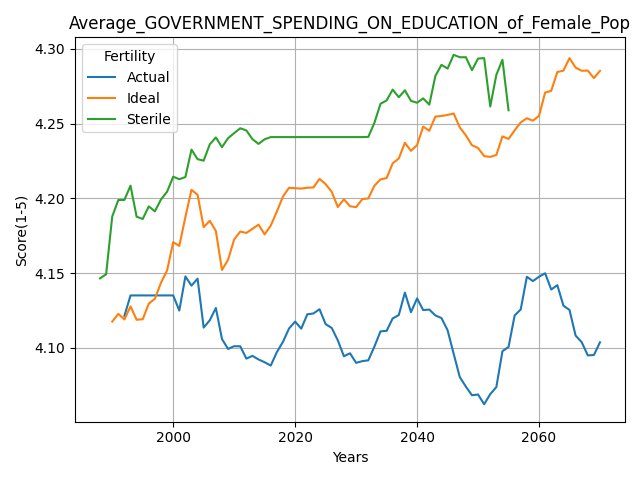 Average_GOVERNMENT_SPENDING_ON_EDUCATION_of_Female_Pop
Fertility
Actual
Ideal
Sterile
Score(1-5)
4.30
4.25
4.20
4.15
4.10
2000 2020 2040 2060
Years